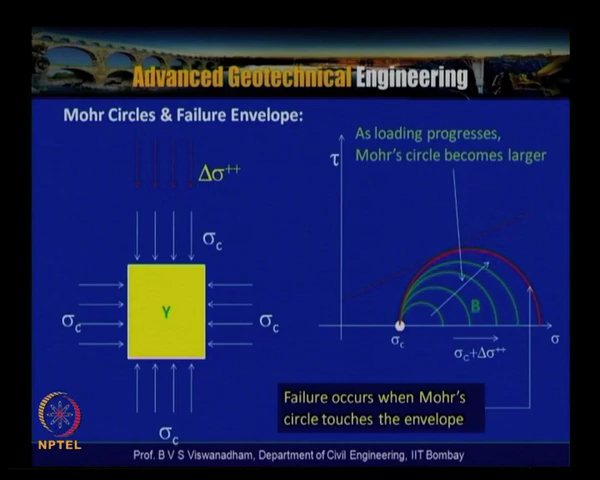 Advanced Geotechnical Engineering
Mohr Circles & Failure Envelope:
As loading progresses,
Mohr's circle becomes larger
τ
Δσ++
σc
σc
Y
σc
B
σc
σc+Δσ++
σ
Failure occurs when Mohr's
circle touches the envelope
σc
NPTEL
Prof. B V S Viswanadham, Department of Civil Engineering, IIT Bombay